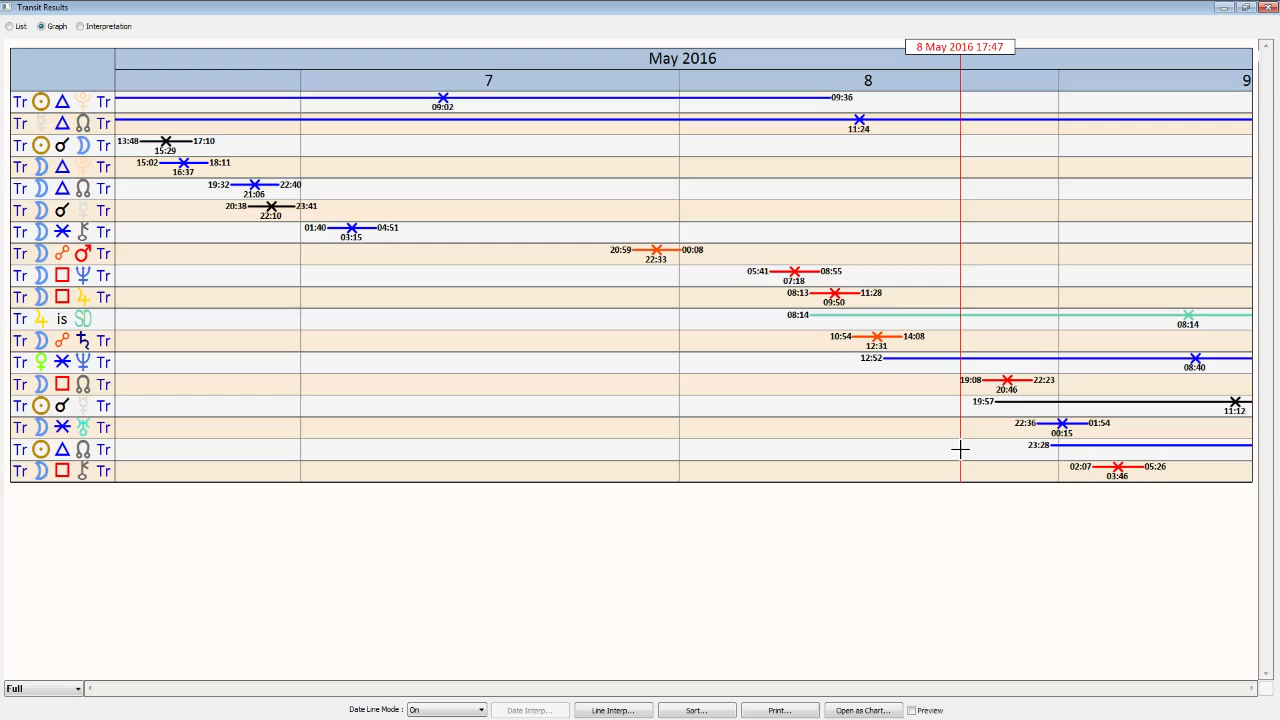 Transit Results
List Graph Interpretation
8 May 2016 17:47
May 2016
7 8 9
Tr Tr 09:02 09:36
Tr Tr 11:24
Tr Tr 13:48 15:29 17:10
Tr Tr 15:02 16:37 18:11
Tr Tr 19:32 21:06 22:40
Tr Tr 20:38 22:10 23:41
Tr Tr 01:40 03:15 04:51
Tr Tr 20:59 22:33 00:08
Tr Tr 05:41 07:18 08:55
Tr Tr 08:13 09:50 11:28
Tr is SD 08:14 08:14
Tr Tr 10:54 12:31 14:08
Tr Tr 12:52 08:40
Tr Tr 19:08 20:46 22:23
Tr Tr 19:57 11:12
Tr Tr 22:36 00:15 01:54
Tr Tr 23:28
Tr Tr 02:07 03:46 05:26
Full
Date Line Mode : On Date Interp... Line Interp... Sort... Print... Open as Chart... Preview